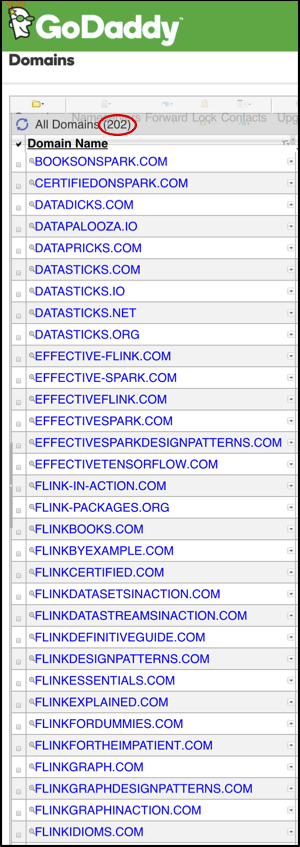 GoDaddy™
Domains
Names Forward Lock Contacts Upg
All Domains (202)
Domain Name
BOOKSONSPARK.COM
CERTIFIEDONSPARK.COM
DATADICKS.COM
DATAPALOOZA.IO
DATAPRICKS.COM
DATASTICKS.COM
DATASTICKS.IO
DATASTICKS.NET
DATASTICKS.ORG
EFFECTIVE-FLINK.COM
EFFECTIVE-SPARK.COM
EFFECTIVEFLINK.COM
EFFECTIVESPARK.COM
EFFECTIVESPARKDESIGNPATTERNS.COM
EFFECTIVETENSORFLOW.COM
FLINK-IN-ACTION.COM
FLINK-PACKAGES.ORG
FLINKBOOKS.COM
FLINKBYEXAMPLE.COM
FLINKCERTIFIED.COM
FLINKDATASETSINACTION.COM
FLINKDATASTREAMSINACTION.COM
FLINKDEFINITIVEGUIDE.COM
FLINKDESIGNPATTERNS.COM
FLINKESSENTIALS.COM
FLINKEXPLAINED.COM
FLINKFORDUMMIES.COM
FLINKFORTHEIMPATIENT.COM
FLINKGRAPH.COM
FLINKGRAPHDESIGNPATTERNS.COM
FLINKGRAPHINACTION.COM
FLINKIDIOMS.COM